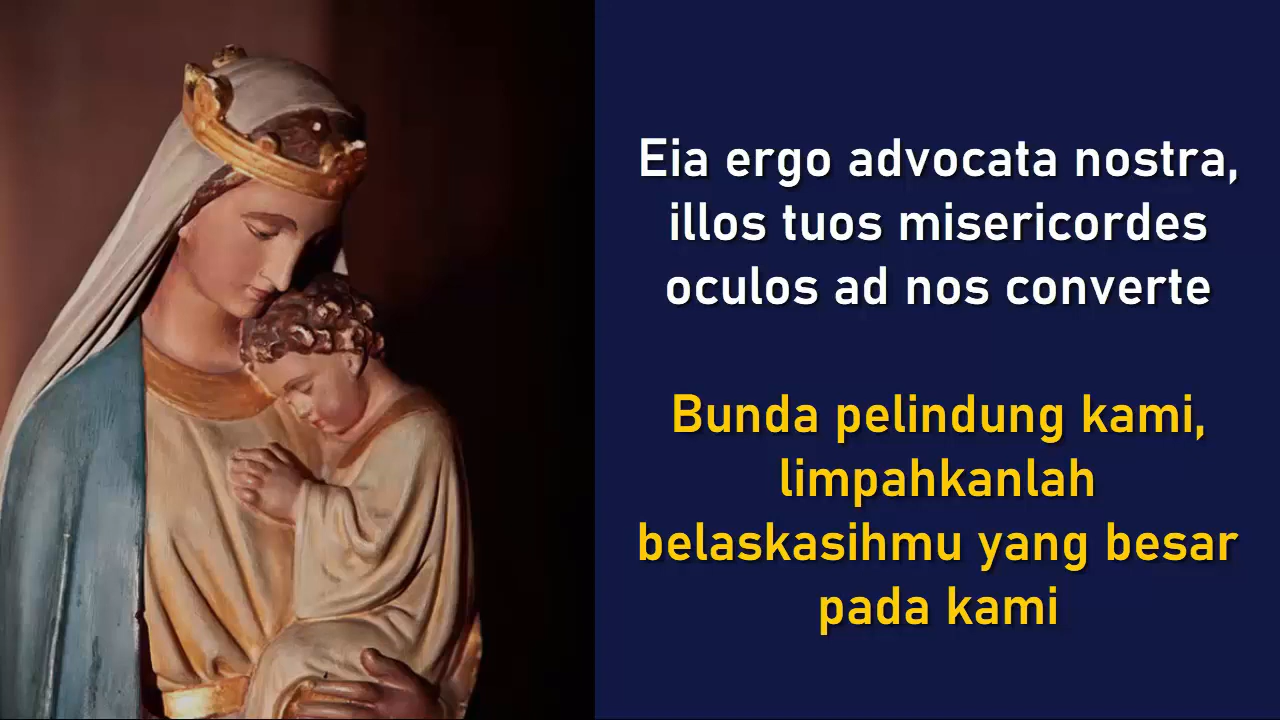 Eia ergo advocata nostra,
illos tuos misericordes
oculos ad nos converte
Bunda pelindung kami,
limpahkanlah
belaskasihmu yang besar
pada kami